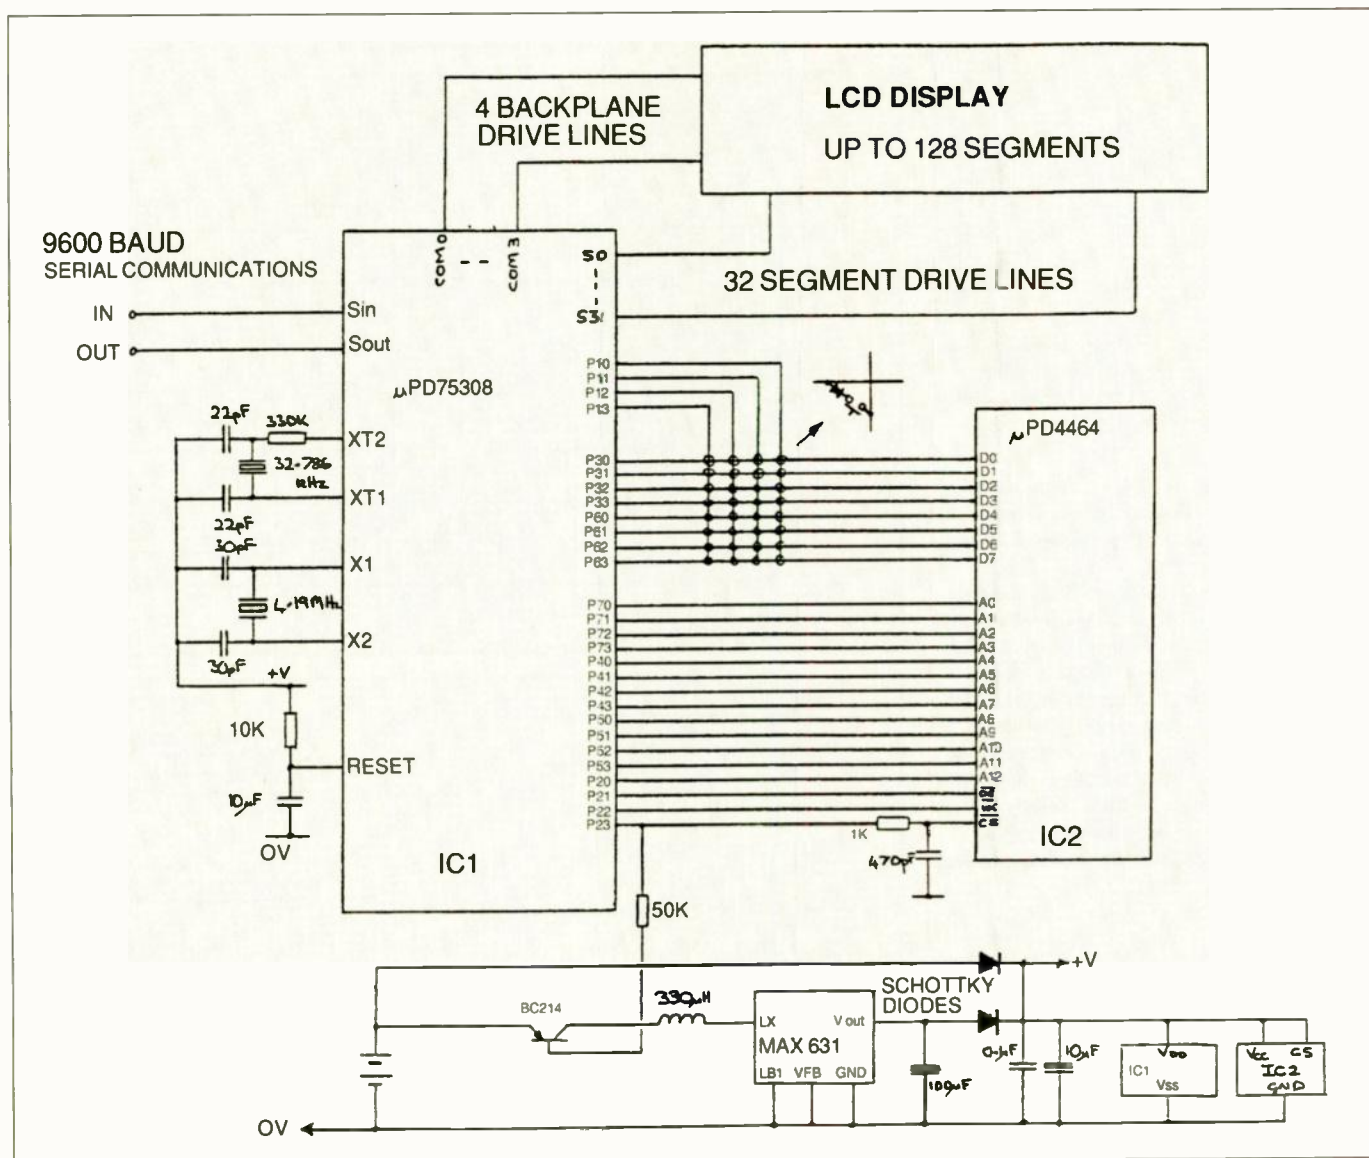 4 BACKPLANE
DRIVE LINES
LCD DISPLAY
UP TO 128 SEGMENTS
9600 BAUD
SERIAL COMMUNICATIONS
IN
OUT
COM 0
COM 3
S0
32 SEGMENT DRIVE LINES
Sin
Sout
μPD75308
P10
P11
P12
P13
22pF
330K
XT2
32-786
kHz
XT1
22pF
30pF
X1
4-19MHz
X2
30pF
+V
10K
RESET
10μF
0V
IC1
P30
P31
P32
P33
P60
P61
P62
P63
P70
P71
P72
P73
P40
P41
P42
P43
P50
P51
P52
P53
P20
P21
P22
P23
μPD4464
D0
D1
D2
D3
D4
D5
D6
D7
A0
A1
A2
A3
A4
A5
A6
A7
A8
A9
A10
A11
A12
CE
IC2
1K
470pF
50K
+V
SCHOTTKY
DIODES
BC214
330μH
LX
V out
MAX 631
LB1 VFB GND
100μF
0-1μF
10μF
VDD
IC1
Vss
Vcc CS
IC2
GND
0V